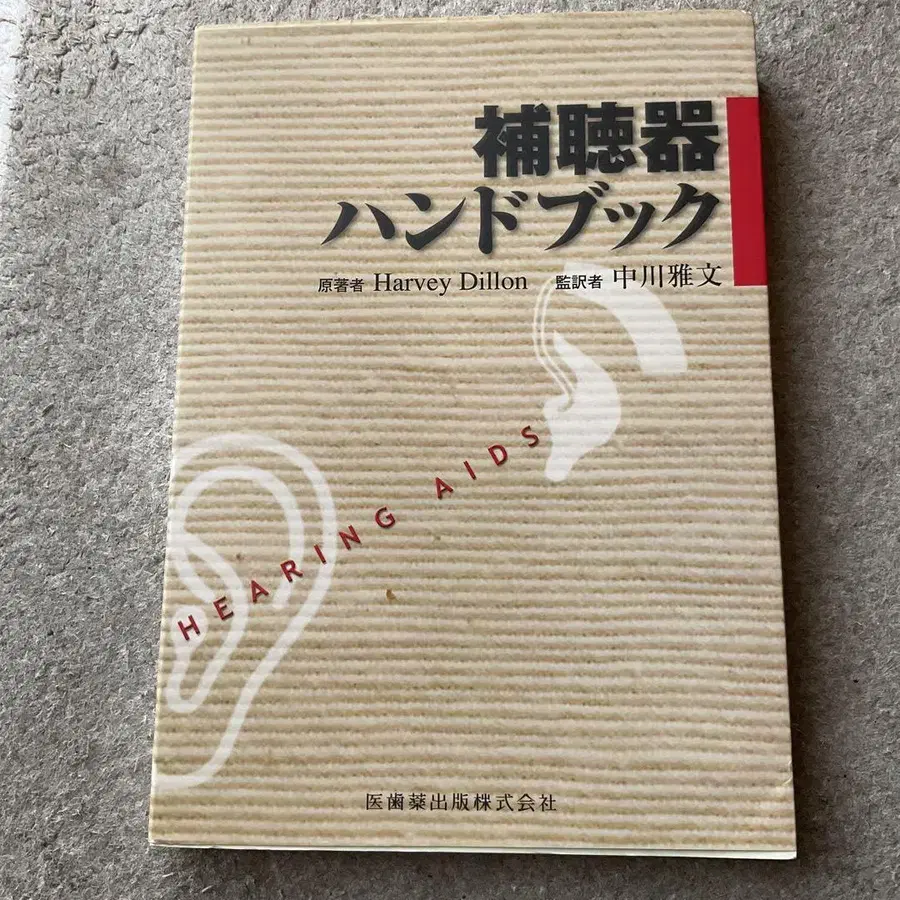 補聴器
ハンドブック
原著者 Harvey Dillon 監訳者 中川雅文
HEARING AIDS
医歯薬出版株式会社